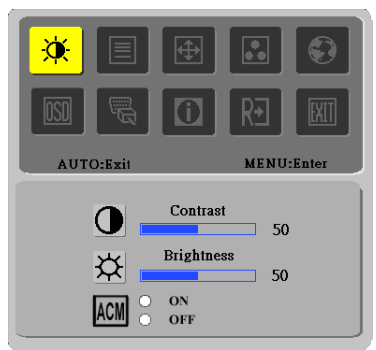 OSD R EXIT
AUTO:Exit MENU:Enter
Contrast
50
Brightness
50
ACM ON
OFF